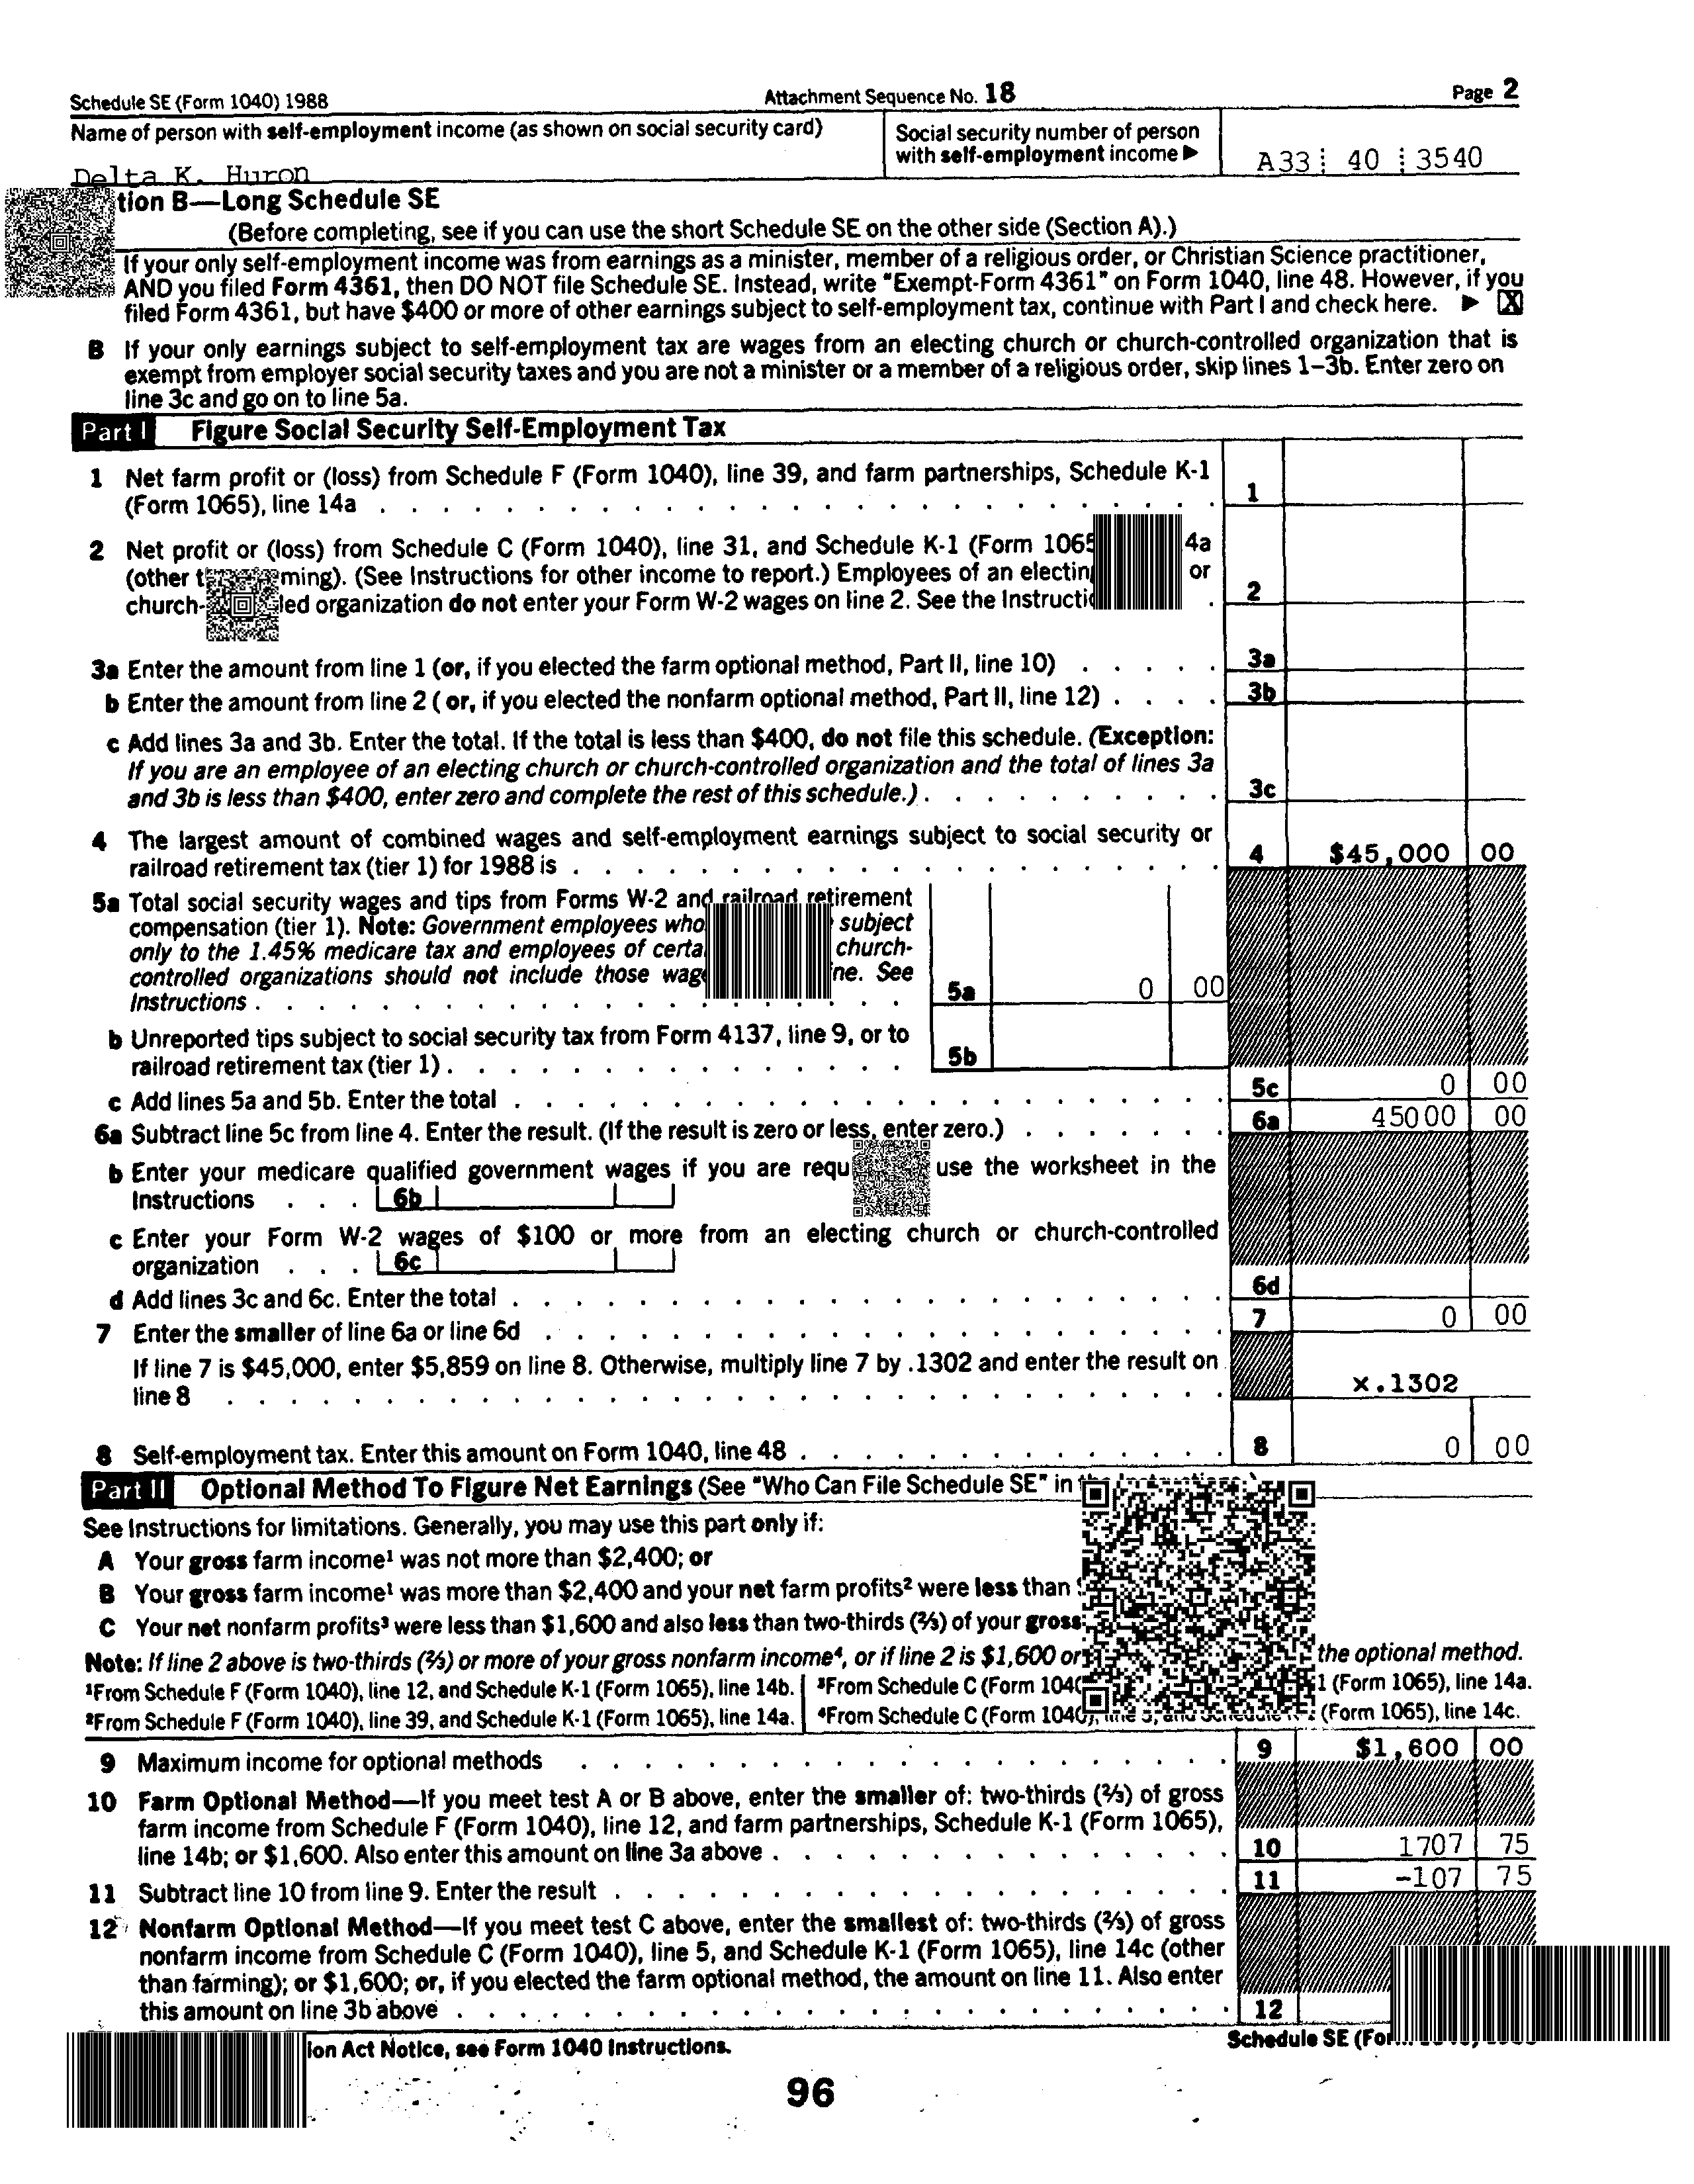 Schedule SE (Form 1040) 1988 Attachment Sequence No. 18 Page 2
Name of person with self-employment income (as shown on social security card) Social security number of person
with self-employment income ▶ A33 40 3540
Delta K. Huron
tion B—Long Schedule SE
(Before completing, see if you can use the short Schedule SE on the other side (Section A).)
If your only self-employment income was from earnings as a minister, member of a religious order, or Christian Science practitioner,
AND you filed Form 4361, then DO NOT file Schedule SE. Instead, write "Exempt-Form 4361" on Form 1040, line 48. However, if you
filed Form 4361, but have $400 or more of other earnings subject to self-employment tax, continue with Part I and check here. ▶ X
B If your only earnings subject to self-employment tax are wages from an electing church or church-controlled organization that is
exempt from employer social security taxes and you are not a minister or a member of a religious order, skip lines 1–3b. Enter zero on
line 3c and go on to line 5a.
Part I Figure Social Security Self-Employment Tax
1 Net farm profit or (loss) from Schedule F (Form 1040), line 39, and farm partnerships, Schedule K-1
(Form 1065), line 14a . . . 1
2 Net profit or (loss) from Schedule C (Form 1040), line 31, and Schedule K-1 (Form 1065 4a
(other ming). (See Instructions for other income to report.) Employees of an electin or
church- led organization do not enter your Form W-2 wages on line 2. See the Instructi . 2
3a Enter the amount from line 1 (or, if you elected the farm optional method, Part II, line 10) . . . . . 3a
b Enter the amount from line 2 ( or, if you elected the nonfarm optional method, Part II, line 12) . . . . 3b
c Add lines 3a and 3b. Enter the total. If the total is less than $400, do not file this schedule. (Exception:
If you are an employee of an electing church or church-controlled organization and the total of lines 3a
and 3b is less than $400, enter zero and complete the rest of this schedule.) . . . 3c
4 The largest amount of combined wages and self-employment earnings subject to social security or
railroad retirement tax (tier 1) for 1988 is . . . 4 $45,000 00
5a Total social security wages and tips from Forms W-2 and railroad retirement
compensation (tier 1). Note: Government employees who subject
only to the 1.45% medicare tax and employees of certa church-
controlled organizations should not include those wag ne. See
Instructions . . . 5a 0 00
b Unreported tips subject to social security tax from Form 4137, line 9, or to
railroad retirement tax (tier 1) . . . 5b
c Add lines 5a and 5b. Enter the total . . . 5c 0 00
6a Subtract line 5c from line 4. Enter the result. (If the result is zero or less, enter zero.) . . . 6a 45000 00
b Enter your medicare qualified government wages if you are requ use the worksheet in the
Instructions . . . 6b
c Enter your Form W-2 wages of $100 or more from an electing church or church-controlled
organization . . . 6c
d Add lines 3c and 6c. Enter the total . . . 6d
7 Enter the smaller of line 6a or line 6d . . . 7 0 00
If line 7 is $45,000, enter $5,859 on line 8. Otherwise, multiply line 7 by .1302 and enter the result on
line 8 . . . x.1302
8 Self-employment tax. Enter this amount on Form 1040, line 48 . . . 8 0 00
Part II Optional Method To Figure Net Earnings (See "Who Can File Schedule SE" in the Instructions.)
See Instructions for limitations. Generally, you may use this part only if:
A Your gross farm income¹ was not more than $2,400; or
B Your gross farm income¹ was more than $2,400 and your net farm profits² were less than
C Your net nonfarm profits³ were less than $1,600 and also less than two-thirds (⅔) of your gross
Note: If line 2 above is two-thirds (⅔) or more of your gross nonfarm income⁴, or if line 2 is $1,600 or the optional method.
¹From Schedule F (Form 1040), line 12, and Schedule K-1 (Form 1065), line 14b. ³From Schedule C (Form 1040 1 (Form 1065), line 14a.
²From Schedule F (Form 1040), line 39, and Schedule K-1 (Form 1065), line 14a. ⁴From Schedule C (Form 1040), line 5, and Schedule K-1 (Form 1065), line 14c.
9 Maximum income for optional methods . . . 9 $1,600 00
10 Farm Optional Method—If you meet test A or B above, enter the smaller of: two-thirds (⅔) of gross
farm income from Schedule F (Form 1040), line 12, and farm partnerships, Schedule K-1 (Form 1065),
line 14b; or $1,600. Also enter this amount on line 3a above . . . 10 1707 75
11 Subtract line 10 from line 9. Enter the result . . . 11 -107 75
12 Nonfarm Optional Method—If you meet test C above, enter the smallest of: two-thirds (⅔) of gross
nonfarm income from Schedule C (Form 1040), line 5, and Schedule K-1 (Form 1065), line 14c (other
than farming); or $1,600; or, if you elected the farm optional method, the amount on line 11. Also enter
this amount on line 3b above . . . 12
ion Act Notice, see Form 1040 Instructions. Schedule SE (For
96